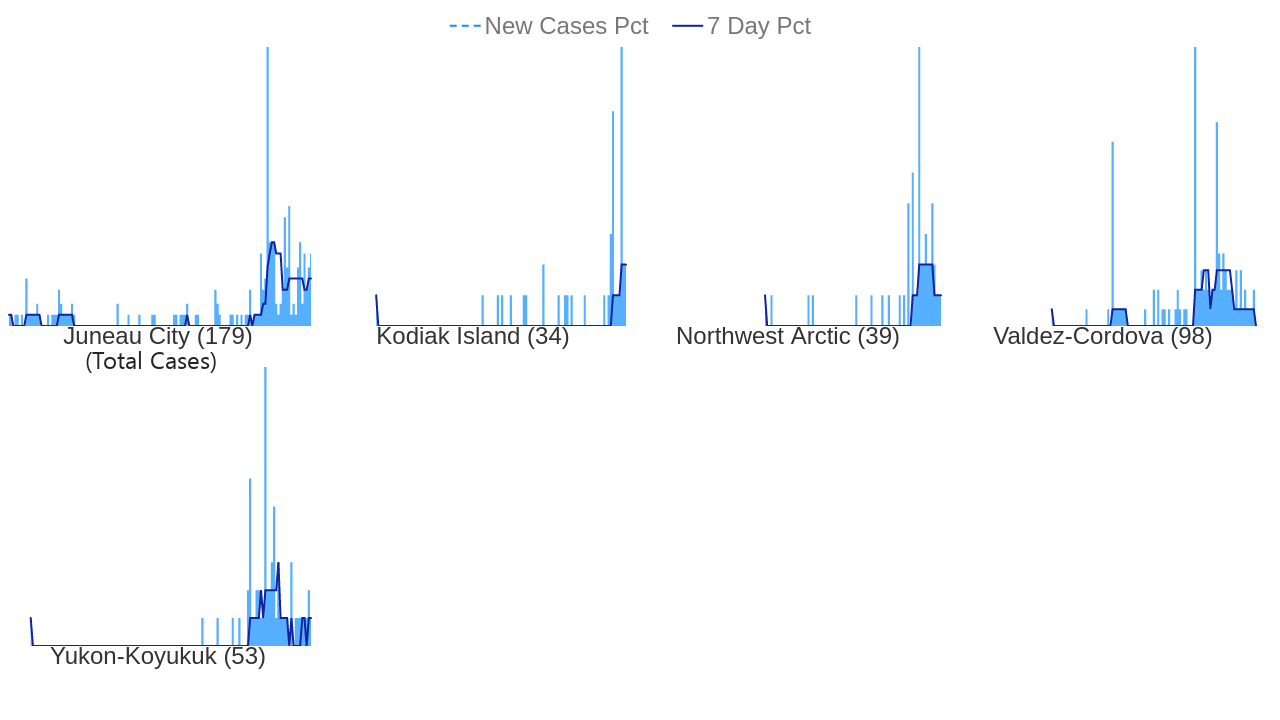 New Cases Pct 7 Day Pct
Juneau City (179)
(Total Cases)
Kodiak Island (34)
Northwest Arctic (39)
Valdez-Cordova (98)
Yukon-Koyukuk (53)